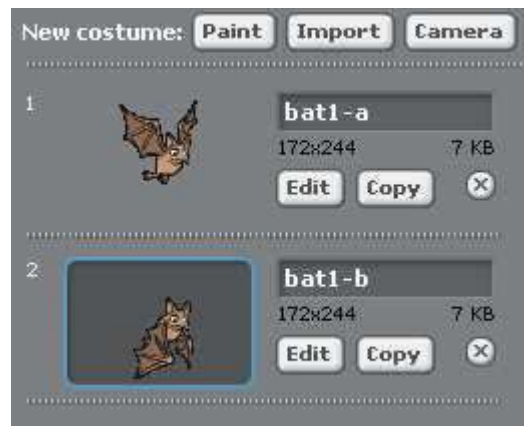 New costume: Paint Import Camera
1
bat1-a
172x244 7 KB
Edit Copy
2
bat1-b
172x244 7 KB
Edit Copy